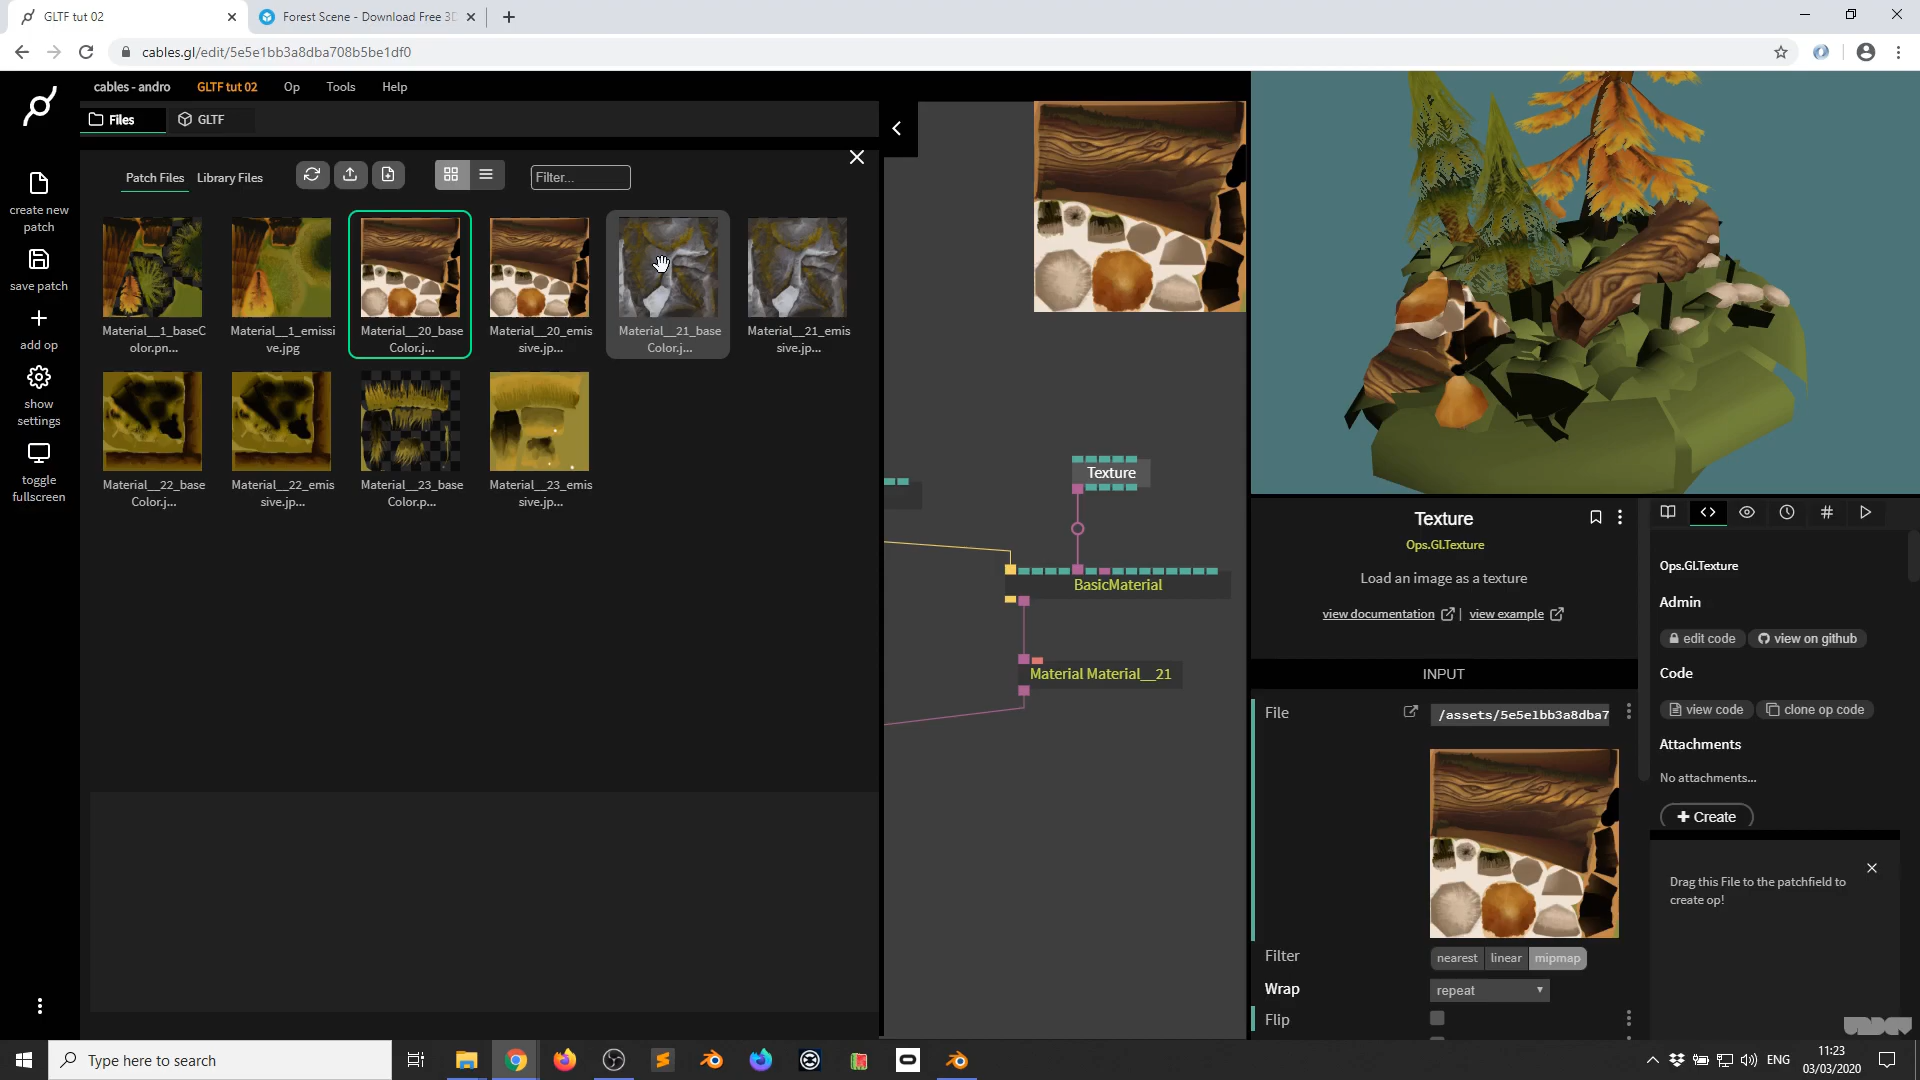 GLTF tut 02
Forest Scene - Download Free 3D
cables.gl/edit/5e5e1bb3a8dba708b5be1df0
cables - andro
GLTF tut 02
Op
Tools
Help
Files
GLTF
Patch Files
Library Files
Filter...
create new
patch
save patch
add op
show
settings
toggle
fullscreen
Material__1_baseC
olor.pn...
Material__1_emissi
ve.jpg
Material__20_base
Color.j...
Material__20_emis
sive.jp...
Material__21_base
Color.j...
Material__21_emis
sive.jp...
Material__22_base
Color.j...
Material__22_emis
sive.jp...
Material__23_base
Color.p...
Material__23_emis
sive.jp...
Texture
BasicMaterial
Material Material__21
Texture
Ops.Gl.Texture
Load an image as a texture
view documentation | view example
INPUT
File
/assets/5e5e1bb3a8dba7
Filter
nearest
linear
mipmap
Wrap
repeat
Flip
Ops.Gl.Texture
Admin
edit code
view on github
Code
view code
clone op code
Attachments
No attachments...
Create
Drag this File to the patchfield to
create op!
UNDEV
Type here to search
ENG
11:23
03/03/2020